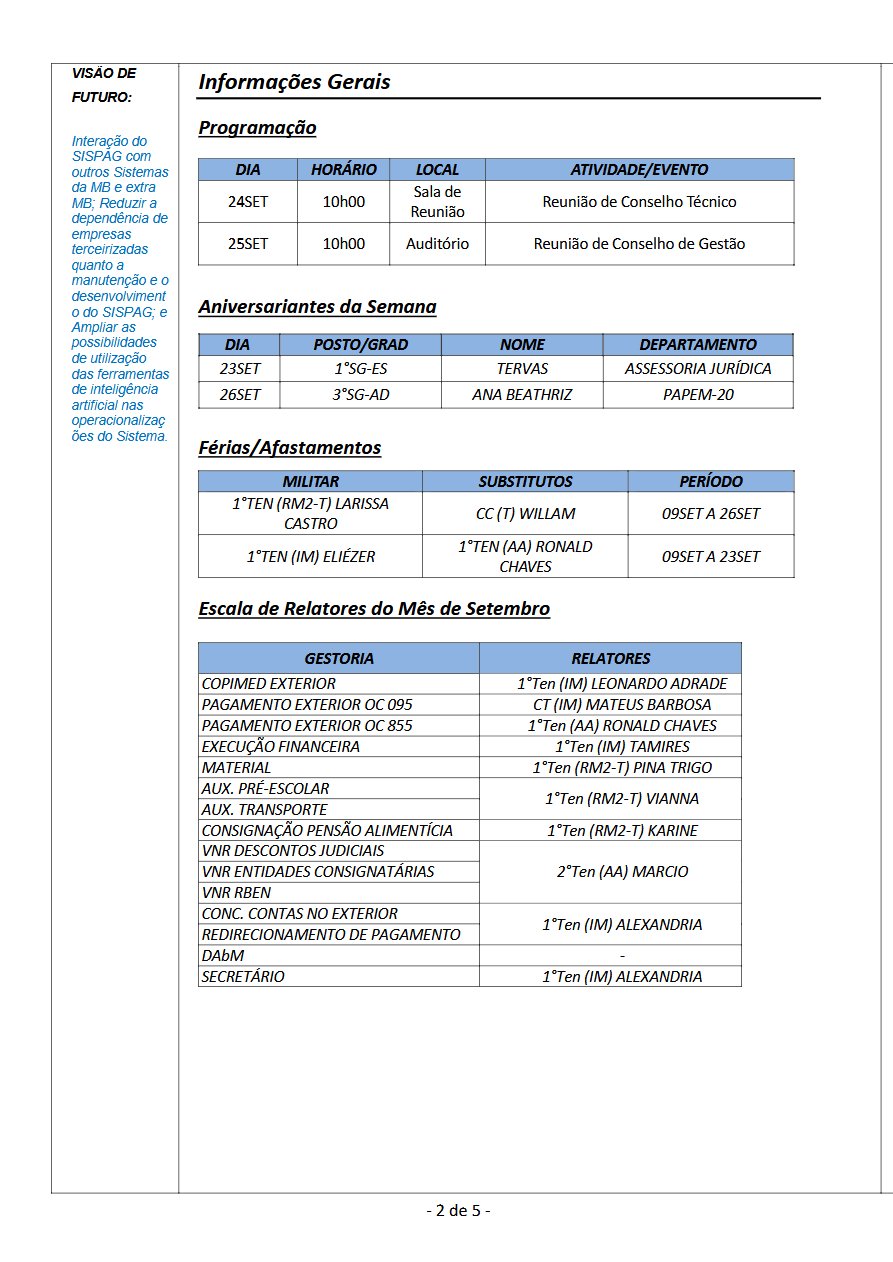 VISÃO DE
FUTURO:
Interação do
SISPAG com
outros Sistemas
da MB e extra
MB; Reduzir a
dependência de
empresas
terceirizadas
quanto a
manutenção e o
desenvolviment
o do SISPAG; e
Ampliar as
possibilidades
de utilização
das ferramentas
de inteligência
artificial nas
operacionalizaç
ões do Sistema.
Informações Gerais
Programação
DIA HORÁRIO LOCAL ATIVIDADE/EVENTO
24SET 10h00 Sala de Reunião Reunião de Conselho Técnico
25SET 10h00 Auditório Reunião de Conselho de Gestão
Aniversariantes da Semana
DIA POSTO/GRAD NOME DEPARTAMENTO
23SET 1°SG-ES TERVAS ASSESSORIA JURÍDICA
26SET 3°SG-AD ANA BEATHRIZ PAPEM-20
Férias/Afastamentos
MILITAR SUBSTITUTOS PERÍODO
1°TEN (RM2-T) LARISSA CASTRO CC (T) WILLAM 09SET A 26SET
1°TEN (IM) ELIÉZER 1°TEN (AA) RONALD CHAVES 09SET A 23SET
Escala de Relatores do Mês de Setembro
GESTORIA RELATORES
COPIMED EXTERIOR 1°Ten (IM) LEONARDO ADRADE
PAGAMENTO EXTERIOR OC 095 CT (IM) MATEUS BARBOSA
PAGAMENTO EXTERIOR OC 855 1°Ten (AA) RONALD CHAVES
EXECUÇÃO FINANCEIRA 1°Ten (IM) TAMIRES
MATERIAL 1°Ten (RM2-T) PINA TRIGO
AUX. PRÉ-ESCOLAR
AUX. TRANSPORTE
1°Ten (RM2-T) VIANNA
CONSIGNAÇÃO PENSÃO ALIMENTÍCIA 1°Ten (RM2-T) KARINE
VNR DESCONTOS JUDICIAIS
VNR ENTIDADES CONSIGNATÁRIAS
VNR RBEN
2°Ten (AA) MARCIO
CONC. CONTAS NO EXTERIOR
REDIRECIONAMENTO DE PAGAMENTO
1°Ten (IM) ALEXANDRIA
DAbM -
SECRETÁRIO 1°Ten (IM) ALEXANDRIA
- 2 de 5 -